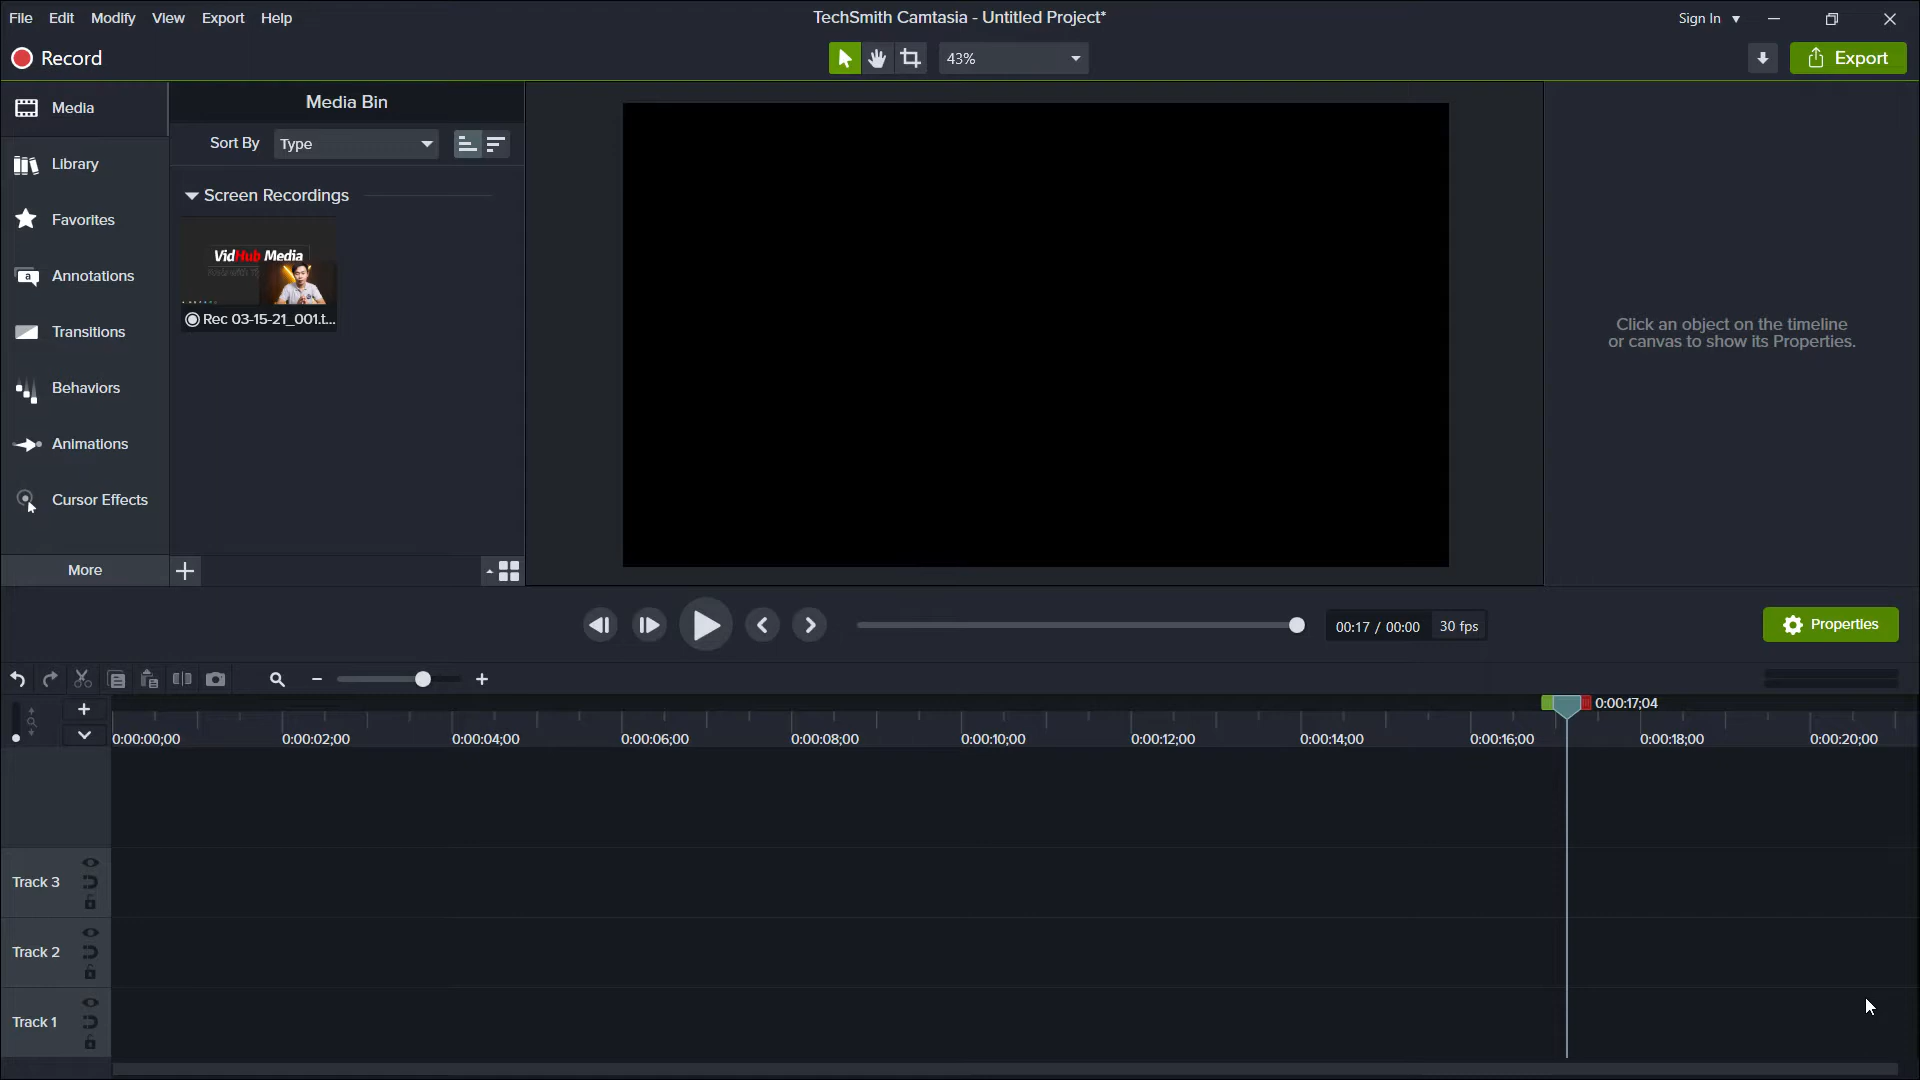 File Edit Modify View Export Help
TechSmith Camtasia - Untitled Project*
Sign In
Record
43%
Export
Media
Library
Favorites
Annotations
Transitions
Behaviors
Animations
Cursor Effects
More
Media Bin
Sort By Type
Screen Recordings
VidHub Media
Rec 03-15-21_001.t...
Click an object on the timeline
or canvas to show its Properties.
00:17 / 00:00 30 fps
Properties
0:00:17;04
0:00:00;00 0:00:02;00 0:00:04;00 0:00:06;00 0:00:08;00 0:00:10;00 0:00:12;00 0:00:14;00 0:00:16;00 0:00:18;00 0:00:20;00
Track 3
Track 2
Track 1